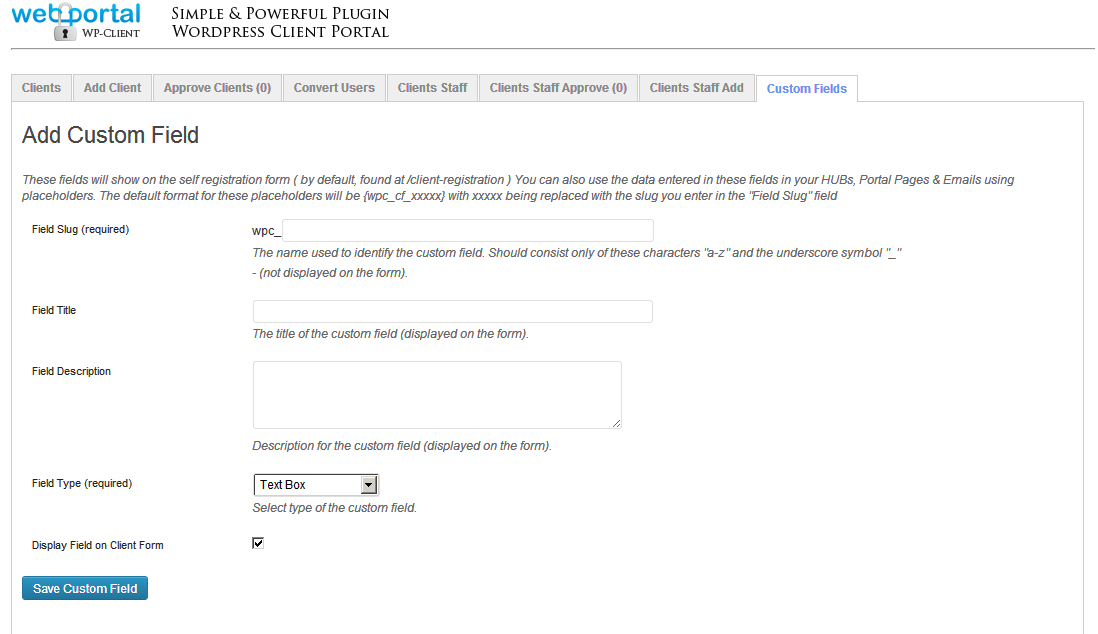 web portal
WP-CLIENT
SIMPLE & POWERFUL PLUGIN
WORDPRESS CLIENT PORTAL
Clients
Add Client
Approve Clients (0)
Convert Users
Clients Staff
Clients Staff Approve (0)
Clients Staff Add
Custom Fields
Add Custom Field
These fields will show on the self registration form ( by default, found at /client-registration ) You can also use the data entered in these fields in your HUBs, Portal Pages & Emails using
placeholders. The default format for these placeholders will be {wpc_cf_xxxxx} with xxxxx being replaced with the slug you enter in the "Field Slug" field
Field Slug (required)
wpc_
The name used to identify the custom field. Should consist only of these characters "a-z" and the underscore symbol "_"
- (not displayed on the form).
Field Title
The title of the custom field (displayed on the form).
Field Description
Description for the custom field (displayed on the form).
Field Type (required)
Text Box
Select type of the custom field.
Display Field on Client Form
Save Custom Field